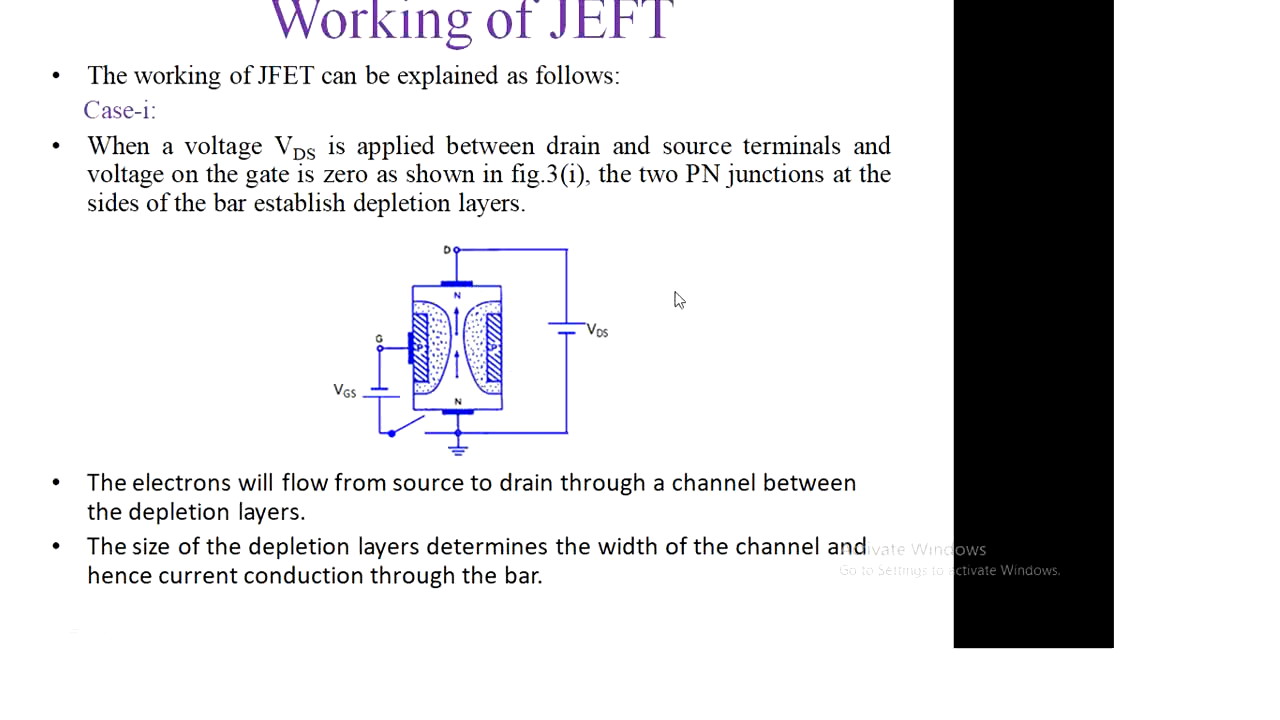 Working of JEFT
• The working of JFET can be explained as follows:
Case-i:
• When a voltage VDS is applied between drain and source terminals and
voltage on the gate is zero as shown in fig.3(i), the two PN junctions at the
sides of the bar establish depletion layers.
D
N
G
P
P
VDS
VGS
N
• The electrons will flow from source to drain through a channel between
the depletion layers.
• The size of the depletion layers determines the width of the channel and
hence current conduction through the bar.
Activate Windows
Go to Settings to activate Windows.